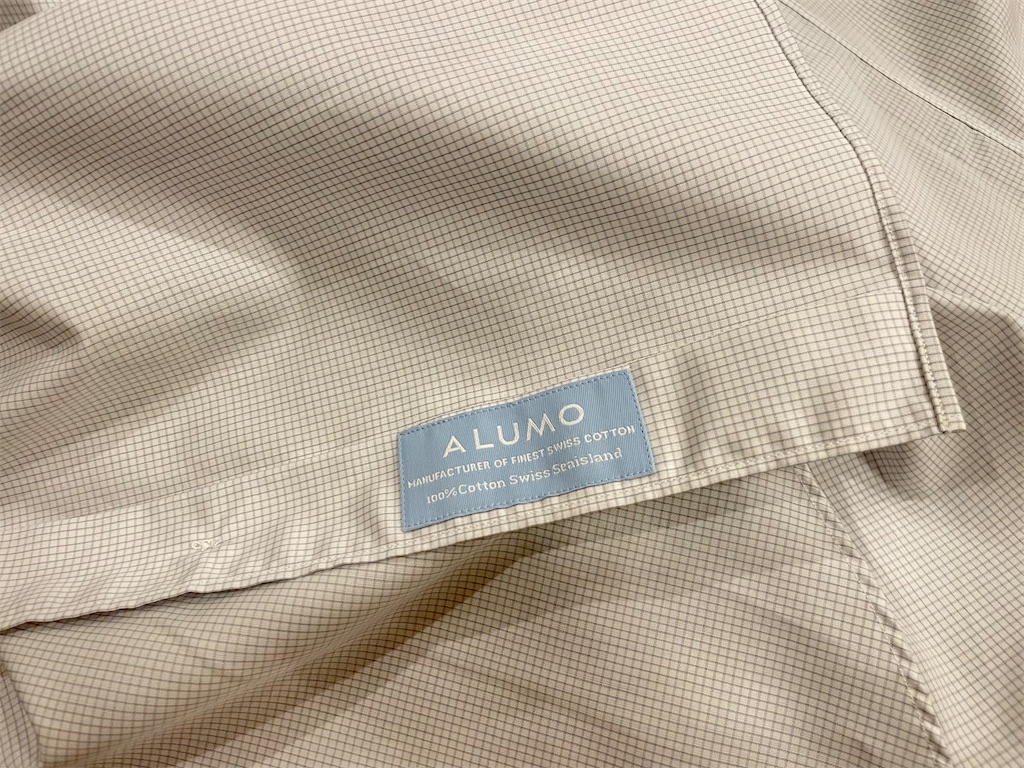 ALUMO
MANUFACTURER OF FINEST SWISS COTTON
100% Cotton Swiss Seaisland